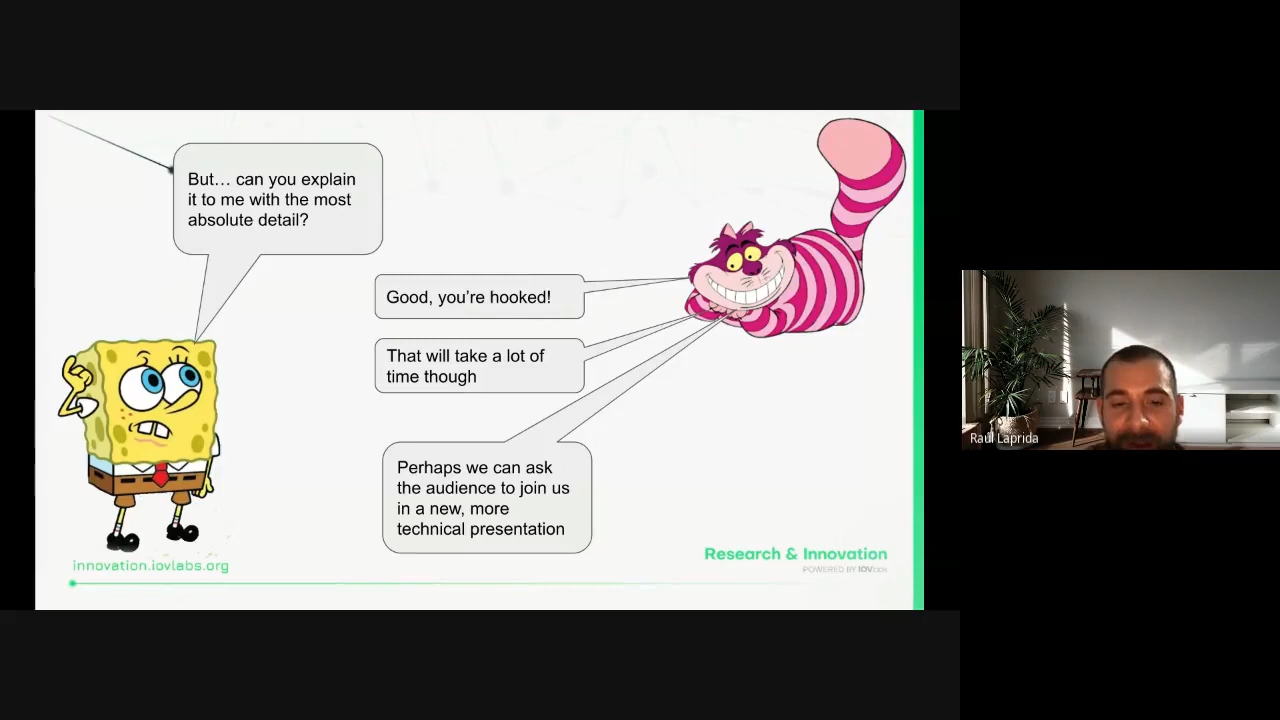 But... can you explain
it to me with the most
absolute detail?
Good, you're hooked!
That will take a lot of
time though
Perhaps we can ask
the audience to join us
in a new, more
technical presentation
innovation.iovlabs.org
Research & Innovation
POWERED BY IOVlabs
Raúl Laprida